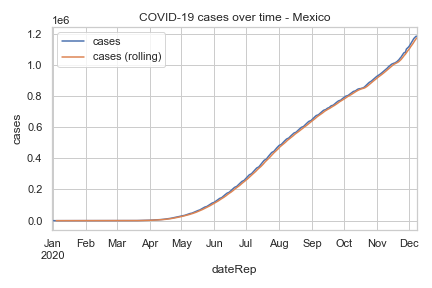 COVID-19 cases over time - Mexico
1e6
cases
cases (rolling)
1.2
1.0
0.8
0.6
0.4
0.2
0.0
cases
Jan Feb Mar Apr May Jun Jul Aug Sep Oct Nov Dec
2020
dateRep